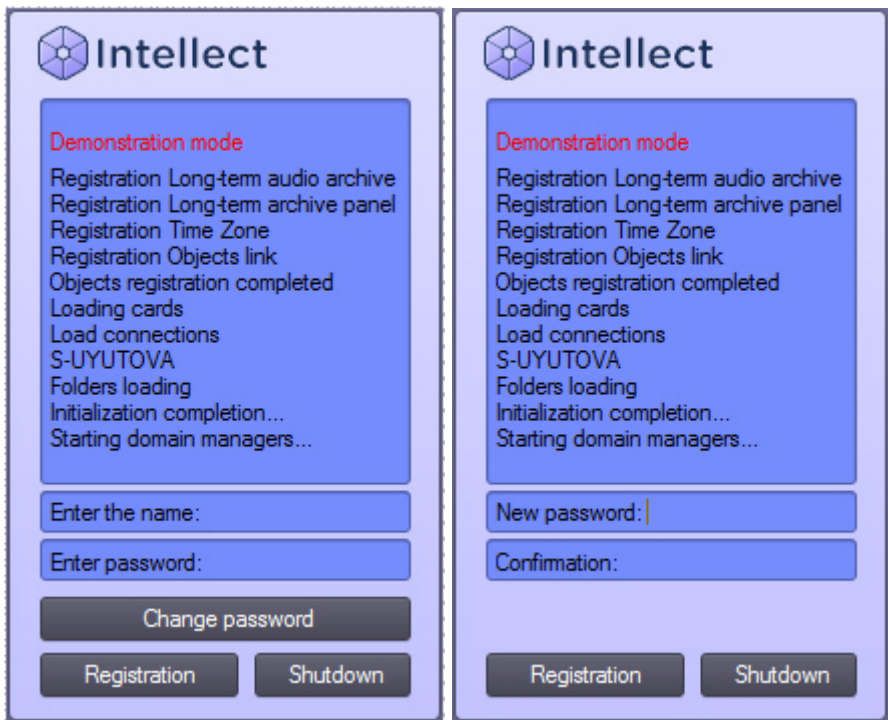 Intellect
Demonstration mode
Registration Long-term audio archive
Registration Long-term archive panel
Registration Time Zone
Registration Objects link
Objects registration completed
Loading cards
Load connections
S-UYUTOVA
Folders loading
Initialization completion...
Starting domain managers...
Enter the name:
Enter password:
Change password
Registration Shutdown
Intellect
Demonstration mode
Registration Long-term audio archive
Registration Long-term archive panel
Registration Time Zone
Registration Objects link
Objects registration completed
Loading cards
Load connections
S-UYUTOVA
Folders loading
Initialization completion...
Starting domain managers...
New password:
Confirmation:
Registration Shutdown